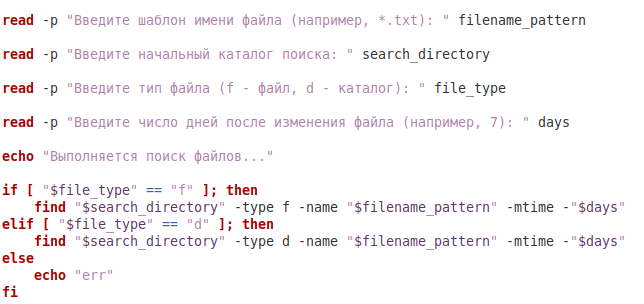 read -p "Введите шаблон имени файла (например, *.txt): " filename_pattern
read -p "Введите начальный каталог поиска: " search_directory
read -p "Введите тип файла (f - файл, d - каталог): " file_type
read -p "Введите число дней после изменения файла (например, 7): " days
echo "Выполняется поиск файлов..."
if [ "$file_type" == "f" ]; then
    find "$search_directory" -type f -name "$filename_pattern" -mtime -"$days"
elif [ "$file_type" == "d" ]; then
    find "$search_directory" -type d -name "$filename_pattern" -mtime -"$days"
else
    echo "err"
fi